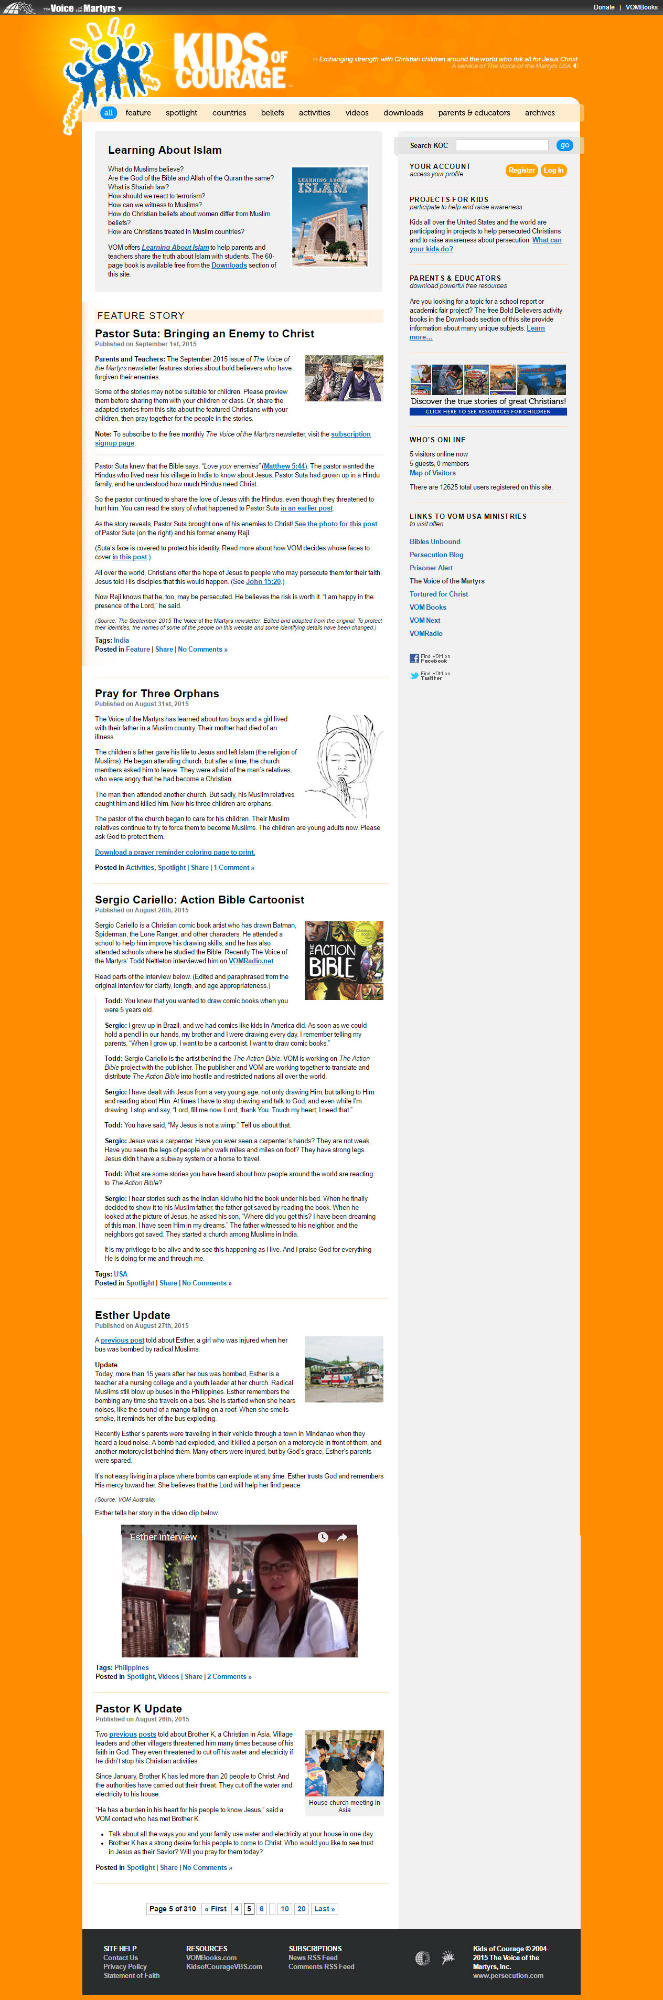 the Voice of the Martyrs ▾
Donate | VOMBooks
KIDS OF
COURAGE
Exchanging strength with Christian children around the world who risk all for Jesus Christ
A service of The Voice of the Martyrs USA
all feature spotlight countries beliefs activities videos downloads parents & educators archives
Learning About Islam
What do Muslims believe?
Are the God of the Bible and Allah of the Quran the same?
What is Shariah law?
How should we react to terrorism?
How can we witness to Muslims?
How do Christian beliefs about women differ from Muslim
beliefs?
How are Christians treated in Muslim countries?
VOM offers Learning About Islam to help parents and
teachers share the truth about Islam with students. The 60-
page book is available free from the Downloads section of
this site.
LEARNING ABOUT
ISLAM
FEATURE STORY
Pastor Suta: Bringing an Enemy to Christ
Published on September 1st, 2015
Parents and Teachers: The September 2015 issue of The Voice of
the Martyrs newsletter features stories about bold believers who have
forgiven their enemies.
Some of the stories may not be suitable for children. Please preview
them before sharing them with your children or class. Or, share the
adapted stories from this site about the featured Christians with your
children, then pray together for the people in the stories.
Note: To subscribe to the free monthly The Voice of the Martyrs newsletter, visit the subscription
signup page.
Pastor Suta knew that the Bible says, "Love your enemies" (Matthew 5:44). The pastor wanted the
Hindus who lived near his village in India to know about Jesus. Pastor Suta had grown up in a Hindu
family, and he understood how much Hindus need Christ.
So the pastor continued to share the love of Jesus with the Hindus, even though they threatened to
hurt him. You can read the story of what happened to Pastor Suta in an earlier post.
As the story reveals, Pastor Suta brought one of his enemies to Christ! See the photo for this post
of Pastor Suta (on the right) and his former enemy Raji.
(Suta's face is covered to protect his identity. Read more about how VOM decides whose faces to
cover in this post.)
All over the world, Christians offer the hope of Jesus to people who may persecute them for their faith.
Jesus told His disciples that this would happen. (See John 15:20.)
Now Raji knows that he, too, may be persecuted. He believes the risk is worth it. "I am happy in the
presence of the Lord," he said.
(Source: The September 2015 The Voice of the Martyrs newsletter. Edited and adapted from the original. To protect
their identities, the names of some of the people on this website and some identifying details have been changed.)
Tags: India
Posted in Feature | Share | No Comments »
Pray for Three Orphans
Published on August 31st, 2015
The Voice of the Martyrs has learned about two boys and a girl lived
with their father in a Muslim country. Their mother had died of an
illness.
The children's father gave his life to Jesus and left Islam (the religion of
Muslims). He began attending church, but after a time, the church
members asked him to leave. They were afraid of the man's relatives,
who were angry that he had become a Christian.
The man then attended another church. But sadly, his Muslim relatives
caught him and killed him. Now his three children are orphans.
The pastor of the church began to care for his children. Their Muslim
relatives continue to try to force them to become Muslims. The children are young adults now. Please
ask God to protect them.
Download a prayer reminder coloring page to print.
Posted in Activities, Spotlight | Share | 1 Comment »
Sergio Cariello: Action Bible Cartoonist
Published on August 28th, 2015
Sergio Cariello is a Christian comic book artist who has drawn Batman,
Spiderman, the Lone Ranger, and other characters. He attended a
school to help him improve his drawing skills, and he has also
attended schools where he studied the Bible. Recently The Voice of
the Martyrs' Todd Nettleton interviewed him on VOMRadio.net
Read parts of the interview below. (Edited and paraphrased from the
original interview for clarity, length, and age appropriateness.)
THE ACTION
BIBLE
Todd: You knew that you wanted to draw comic books when you
were 5 years old.
Sergio: I grew up in Brazil, and we had comics like kids in America did. As soon as we could
hold a pencil in our hands, my brother and I were drawing every day. I remember telling my
parents, "When I grow up, I want to be a cartoonist. I want to draw comic books."
Todd: Sergio Cariello is the artist behind the Action Bible. VOM is working on The Action
Bible project with the publisher. The publisher and VOM are working together to translate and
distribute The Action Bible into hostile and restricted nations all over the world.
Sergio: I have dealt with Jesus from a very young age, not only drawing Him, but talking to Him
and reading about Him. At times I have to stop drawing and talk to God, and even while I'm
drawing, I stop and say, "Lord, fill me now. Lord, thank You. Touch my heart; I need that."
Todd: You have said, "My Jesus is not a wimp." Tell us about that.
Sergio: Jesus was a carpenter. Have you ever seen a carpenter's hands? They are not weak.
Have you seen the legs of people who walk miles and miles on foot? They have strong legs.
Jesus didn't have a subway system or a horse to travel.
Todd: What are some stories you have heard about how people around the world are reacting
to The Action Bible?
Sergio: I hear stories such as the Indian kid who hid the book under his bed. When he finally
decided to show it to his Muslim father, the father got saved by reading the book. When he
looked at the picture of Jesus, he asked his son, "Where did you get this? I have been dreaming
of this man. I have seen Him in my dreams." The father witnessed to his neighbor, and the
neighbors got saved. They started a church among Muslims in India.
It is my privilege to be alive and to see this happening as I live. And I praise God for everything
He is doing for me and through me.
Tags: USA
Posted in Spotlight | Share | No Comments »
Esther Update
Published on August 27th, 2015
A previous post told about Esther, a girl who was injured when her
bus was bombed by radical Muslims.
Update
Today, more than 15 years after her bus was bombed, Esther is a
teacher at a nursing college and a youth leader at her church. Radical
Muslims still blow up buses in the Philippines. Esther remembers the
bombing any time she travels on a bus. She is startled when she hears
noises, like the sound of a mango falling on a roof. When she smells
smoke, it reminds her of the bus exploding.
Recently Esther's parents were traveling in their vehicle through a town in Mindanao when they
heard a loud noise. A bomb had exploded, and it killed a person on a motorcycle in front of them, and
another motorcyclist behind them. Many others were injured, but by God's grace, Esther's parents
were spared.
It's not easy living in a place where bombs can explode at any time. Esther trusts God and remembers
His mercy toward her. She believes that the Lord will help her find peace.
(Source: VOM Australia)
Esther tells her story in the video clip below.
Esther Interview
Tags: Philippines
Posted in Spotlight, Videos | Share | 2 Comments »
Pastor K Update
Published on August 26th, 2015
Two previous posts told about Brother K, a Christian in Asia. Village
leaders and other villagers threatened him many times because of his
faith in God. They even threatened to cut off his water and electricity if
he didn't stop his Christian activities.
Since January, Brother K has led more than 20 people to Christ. And
the authorities have carried out their threat. They cut off the water and
electricity to his house.
"He has a burden in his heart for his people to know Jesus," said a
VOM contact who has met Brother K.
House church meeting in
Asia
• Talk about all the ways you and your family use water and electricity at your house in one day.
• Brother K has a strong desire for his people to come to Christ. Who would you like to see trust
in Jesus as their Savior? Will you pray for them today?
Posted in Spotlight | Share | No Comments »
Page 5 of 310 « First 4 5 6 10 20 Last »
Search KOC go
YOUR ACCOUNT
access your profile
Register Log In
PROJECTS FOR KIDS
participate to help and raise awareness
Kids all over the United States and the world are
participating in projects to help persecuted Christians
and to raise awareness about persecution. What can
your kids do?
PARENTS & EDUCATORS
download powerful free resources
Are you looking for a topic for a school report or
academic fair project? The free Bold Believers activity
books in the Downloads section of this site provide
information about many unique subjects. Learn
more...
Discover the true stories of great Christians!
CLICK HERE TO SEE RESOURCES FOR CHILDREN
WHO'S ONLINE
5 visitors online now
5 guests, 0 members
Map of Visitors
There are 12625 total users registered on this site.
LINKS TO VOM USA MINISTRIES
to visit often
Bibles Unbound
Persecution Blog
Prisoner Alert
The Voice of the Martyrs
Tortured for Christ
VOM Books
VOM Next
VOMRadio
Find VOM on
Facebook
Find VOM on
Twitter
SITE HELP
Contact Us
Privacy Policy
Statement of Faith
RESOURCES
VOMBooks.com
KidsofCourageVBS.com
SUBSCRIPTIONS
News RSS Feed
Comments RSS Feed
Kids of Courage © 2004-
2015 The Voice of the
Martyrs, Inc.
www.persecution.com